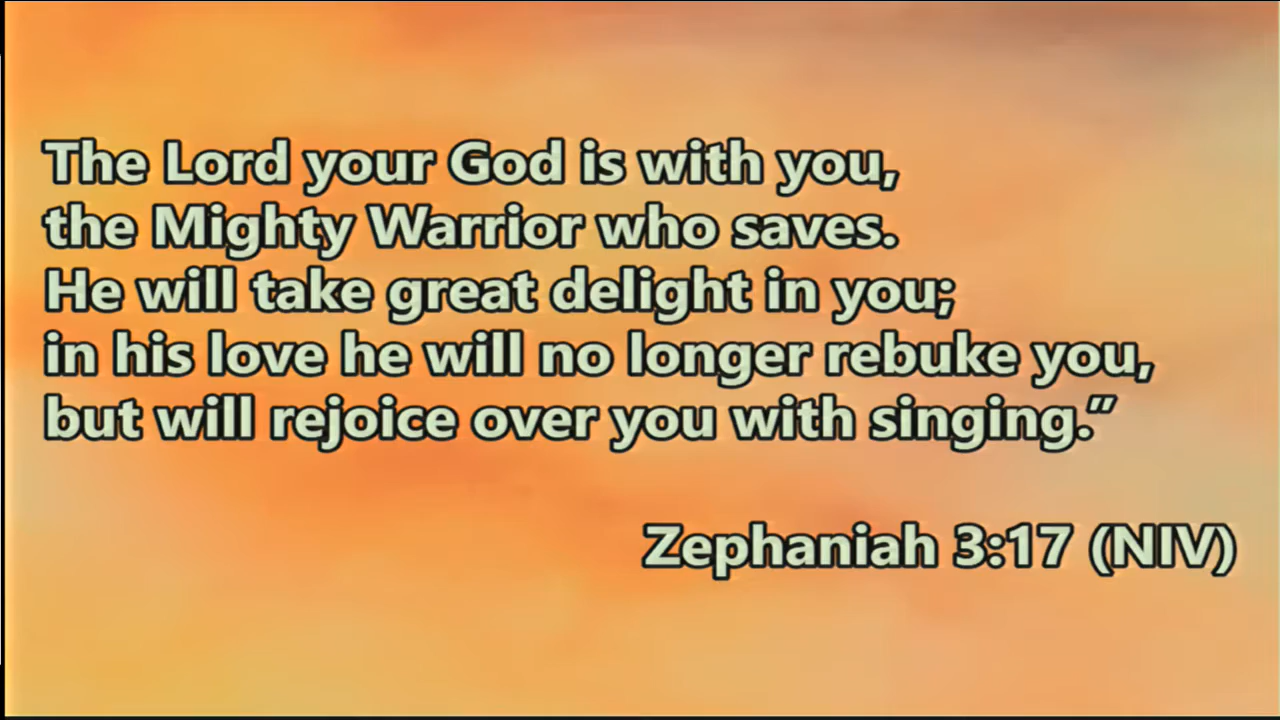 The Lord your God is with you,
the Mighty Warrior who saves.
He will take great delight in you;
in his love he will no longer rebuke you,
but will rejoice over you with singing.”
Zephaniah 3:17 (NIV)